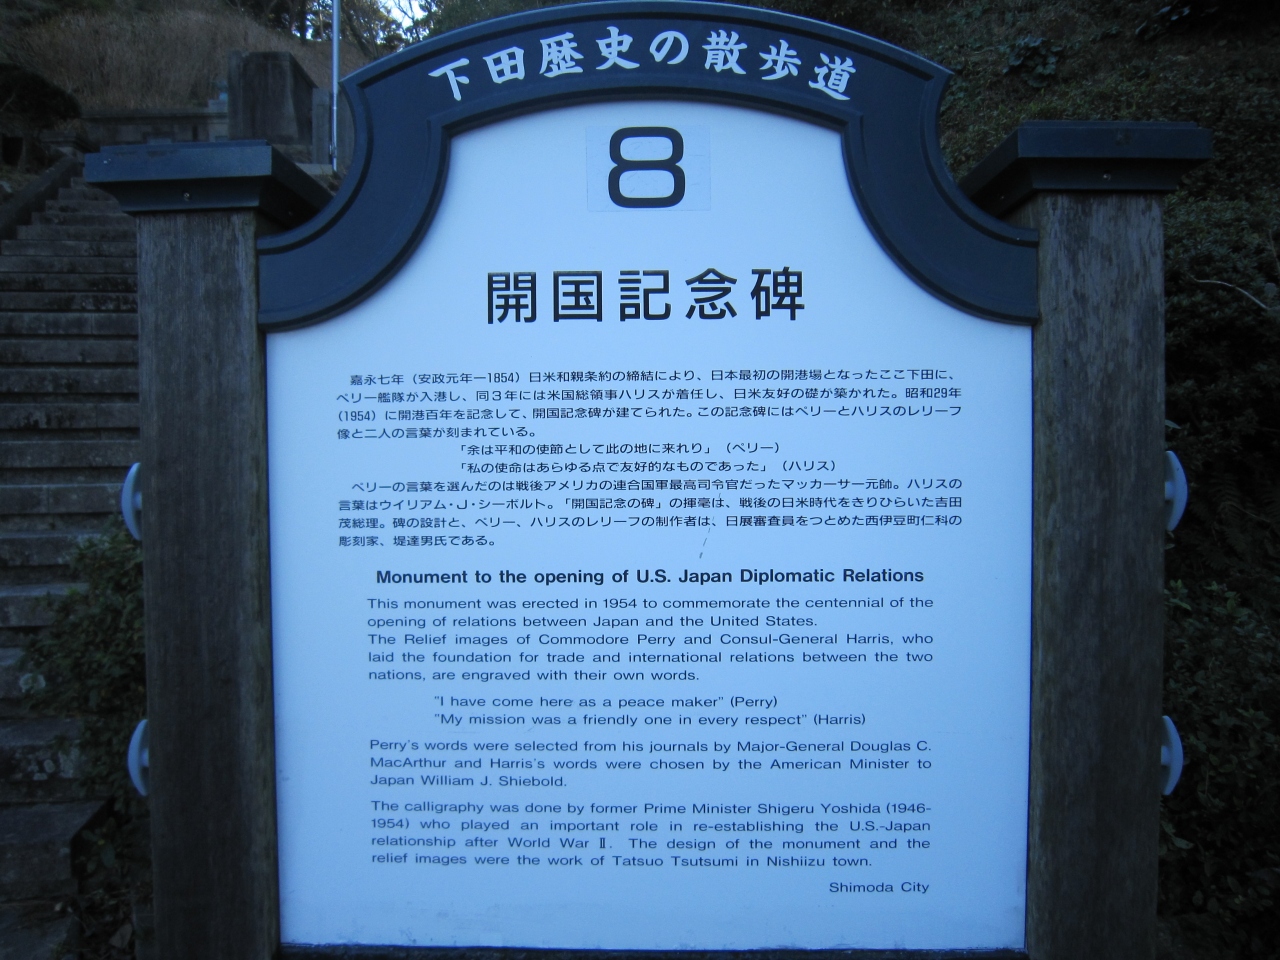 下田歴史の散歩道
8
開国記念碑
嘉永七年（安政元年―1854）日米和親条約の締結により、日本最初の開港場となったここ下田に、
ペリー艦隊が入港し、同３年には米国総領事ハリスが着任し、日米友好の礎が築かれた。昭和29年
（1954）に開港百年を記念して、開国記念碑が建てられた。この記念碑にはペリーとハリスのレリーフ
像と二人の言葉が刻まれている。
「余は平和の使節として此の地に来れり」（ペリー）
「私の使命はあらゆる点で友好的なものであった」（ハリス）
ペリーの言葉を選んだのは戦後アメリカの連合国軍最高司令官だったマッカーサー元帥。ハリスの
言葉はウイリアム・J・シーボルト。「開国記念の碑」の揮毫は、戦後の日米時代をきりひらいた吉田
茂総理。碑の設計と、ペリー、ハリスのレリーフの制作者は、日展審査員をつとめた西伊豆町仁科の
彫刻家、堤達男氏である。
Monument to the opening of U.S. Japan Diplomatic Relations
This monument was erected in 1954 to commemorate the centennial of the
opening of relations between Japan and the United States.
The Relief images of Commodore Perry and Consul-General Harris, who
laid the foundation for trade and international relations between the two
nations, are engraved with their own words.
"I have come here as a peace maker" (Perry)
"My mission was a friendly one in every respect" (Harris)
Perry's words were selected from his journals by Major-General Douglas C.
MacArthur and Harris's words were chosen by the American Minister to
Japan William J. Shiebold.
The calligraphy was done by former Prime Minister Shigeru Yoshida (1946-
1954) who played an important role in re-establishing the U.S.-Japan
relationship after World War Ⅱ. The design of the monument and the
relief images were the work of Tatsuo Tsutsumi in Nishiizu town.
Shimoda City